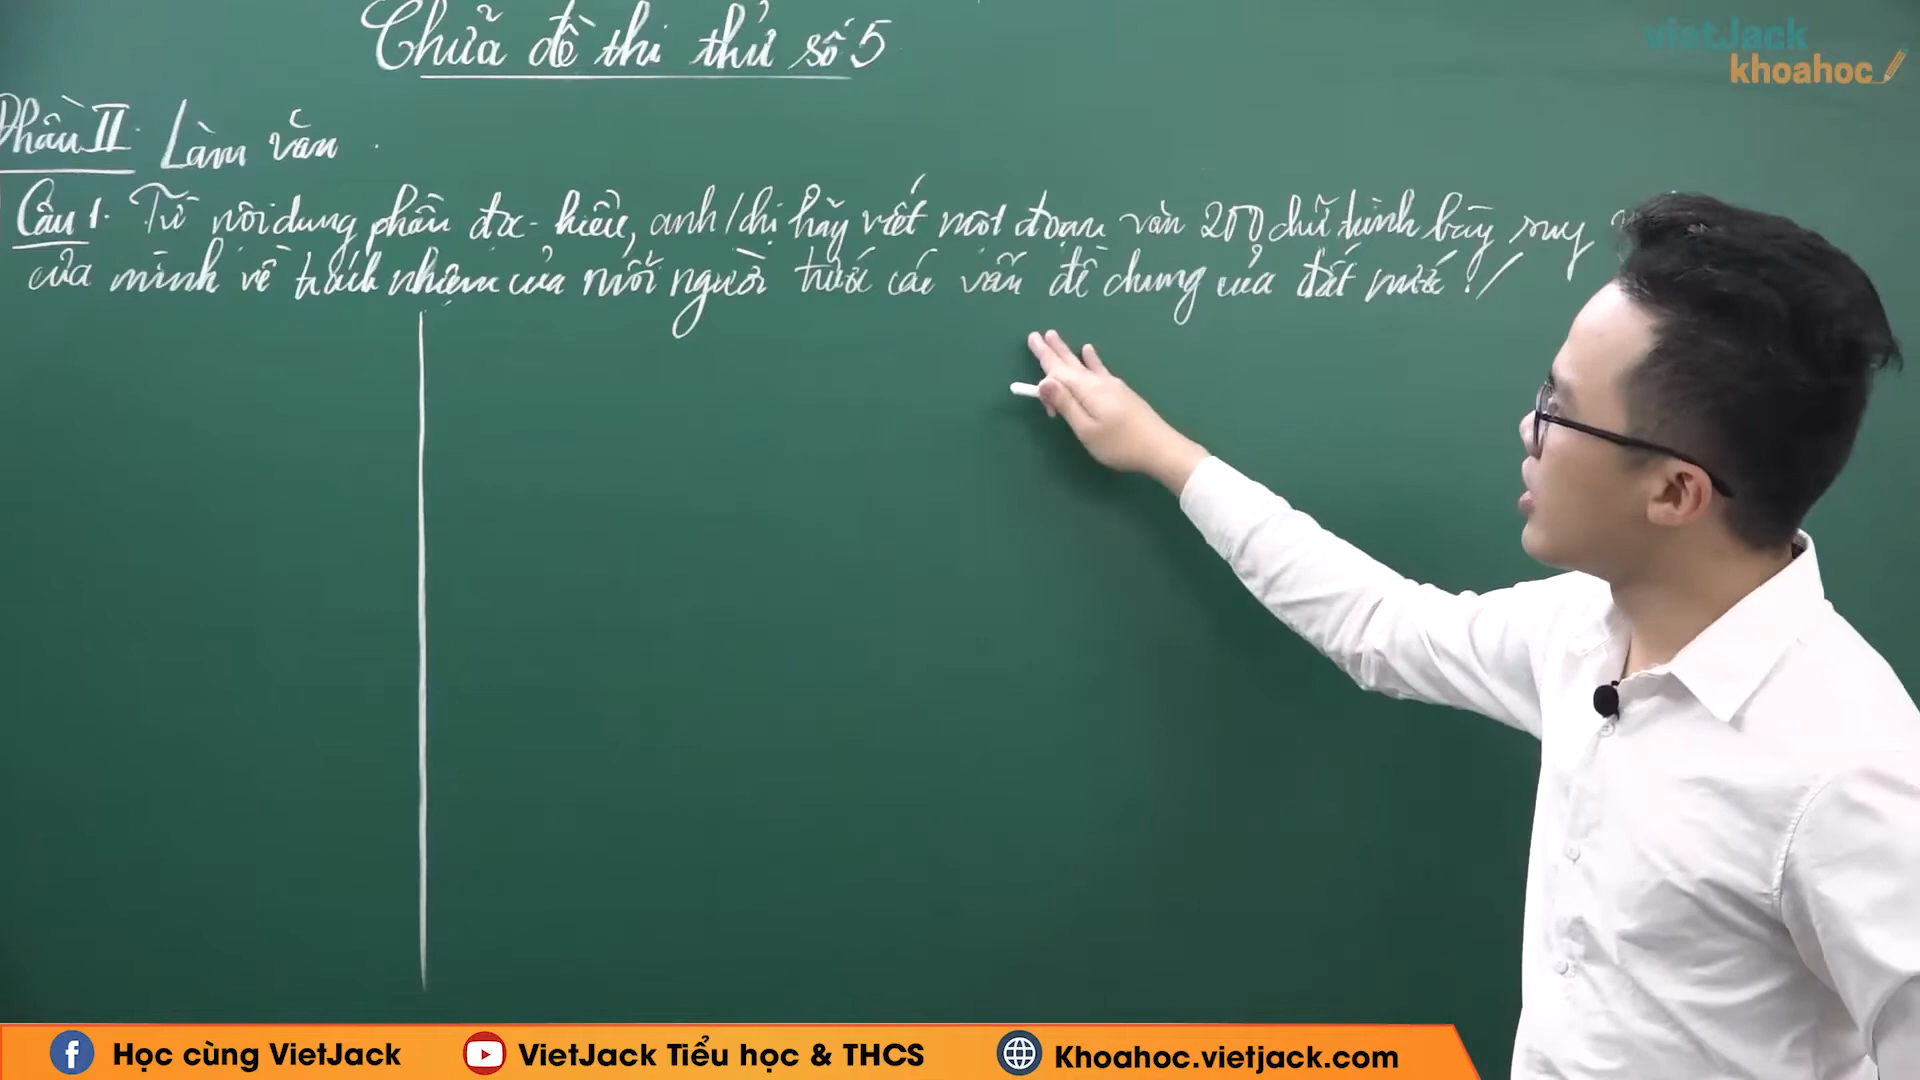 Chữa đề thi thử số 5
vietJack
khoahoc
Phần II. Làm văn
Câu 1. Từ nội dung phần đọc-hiểu, anh/chị hãy viết một đoạn văn 200 chữ trình bày suy
của mình về trách nhiệm của mỗi người trước các vấn đề chung của đất nước!/
Học cùng VietJack
VietJack Tiểu học & THCS
Khoahoc.vietjack.com